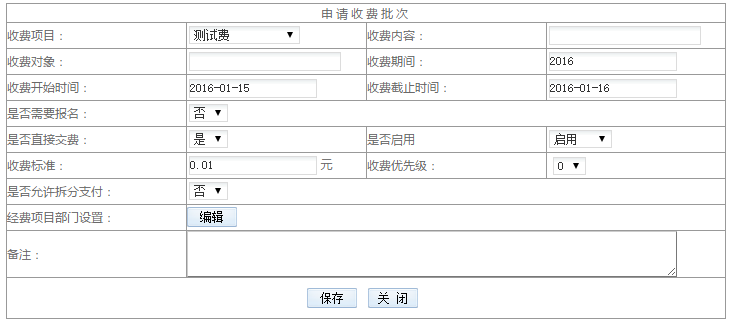 申请收费批次
收费项目： 测试费 收费内容：
收费对象： 收费期间： 2016
收费开始时间： 2016-01-15 收费截止时间： 2016-01-16
是否需要报名： 否
是否直接交费： 是 是否启用 启用
收费标准： 0.01 元 收费优先级： 0
是否允许拆分支付： 否
经费项目部门设置： 编辑
备注：
保存 关 闭